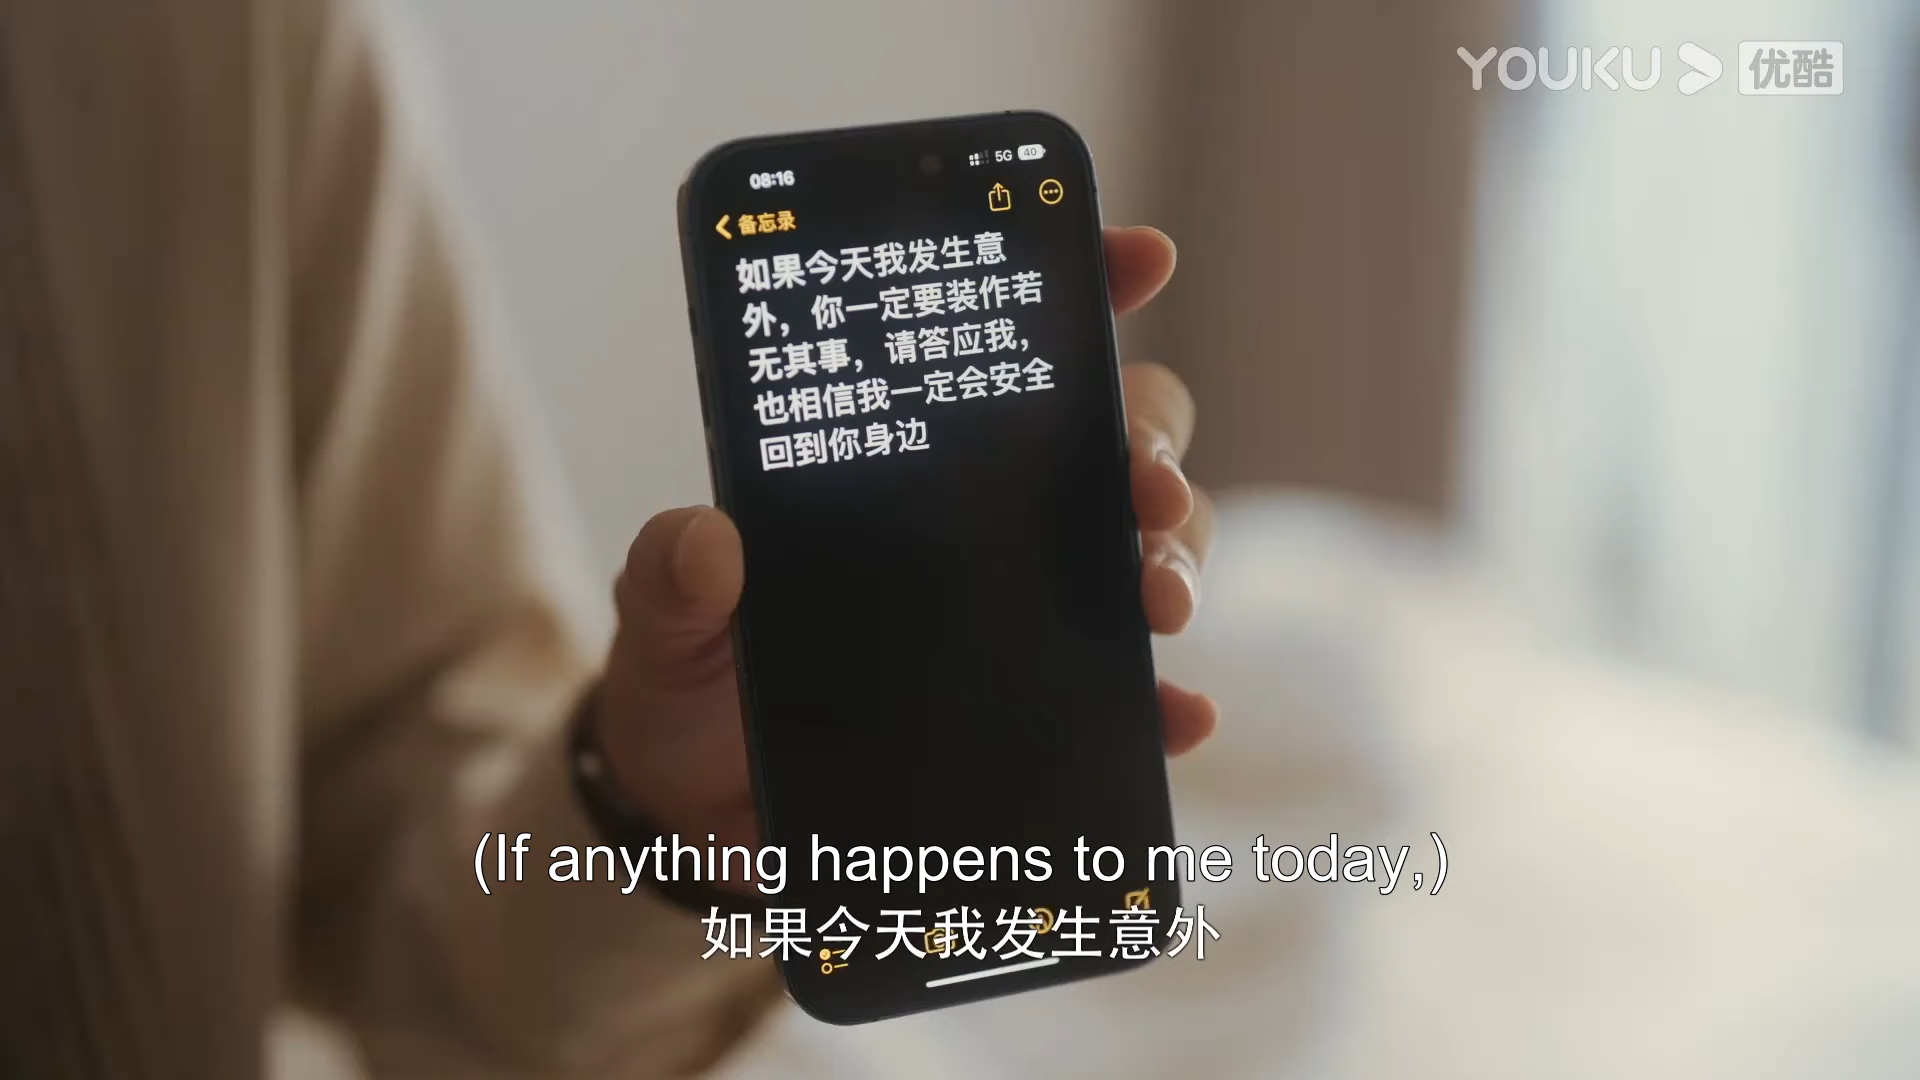 YOUKU 优酷
08:16
5G 40
备忘录
如果今天我发生意
外，你一定要装作若
无其事，请答应我，
也相信我一定会安全
回到你身边
(If anything happens to me today,)
如果今天我发生意外